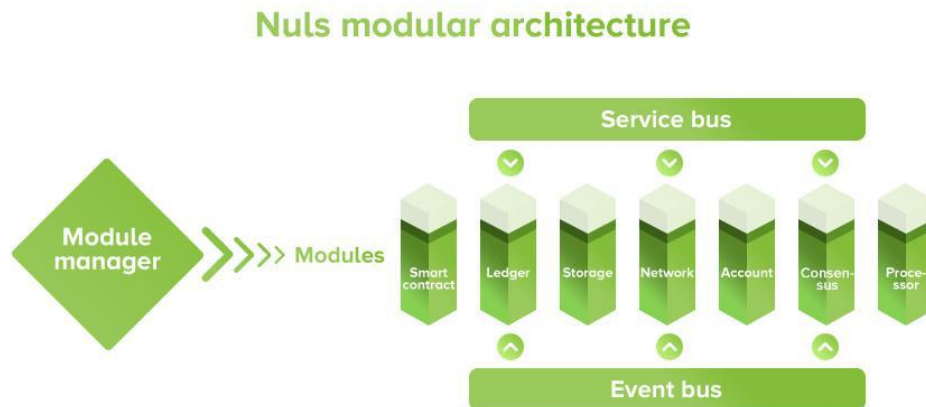 Nuls modular architecture
Service bus
Module
manager
Modules
Smart
contract
Ledger
Storage
Network
Account
Consen-
sus
Proce-
ssor
Event bus